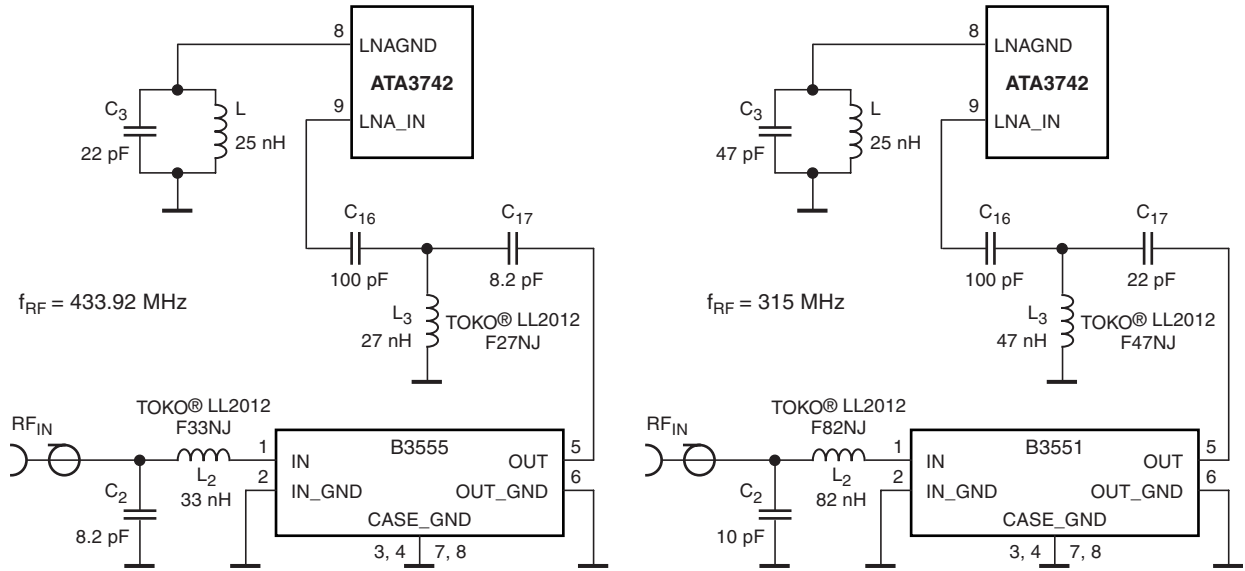 8
LNAGND
ATA3742
C3
L
9
LNA_IN
22 pF
25 nH
C16
C17
100 pF
8.2 pF
fRF = 433.92 MHz
L3
TOKO® LL2012
27 nH
F27NJ
TOKO® LL2012
F33NJ
RFIN
1
IN
B3555
OUT
5
L2
2
IN_GND
OUT_GND
6
C2
33 nH
CASE_GND
8.2 pF
3, 4
7, 8
8
LNAGND
ATA3742
C3
L
9
LNA_IN
47 pF
25 nH
C16
C17
100 pF
22 pF
fRF = 315 MHz
L3
TOKO® LL2012
47 nH
F47NJ
TOKO® LL2012
F82NJ
RFIN
1
IN
B3551
OUT
5
L2
2
IN_GND
OUT_GND
6
C2
82 nH
CASE_GND
10 pF
3, 4
7, 8